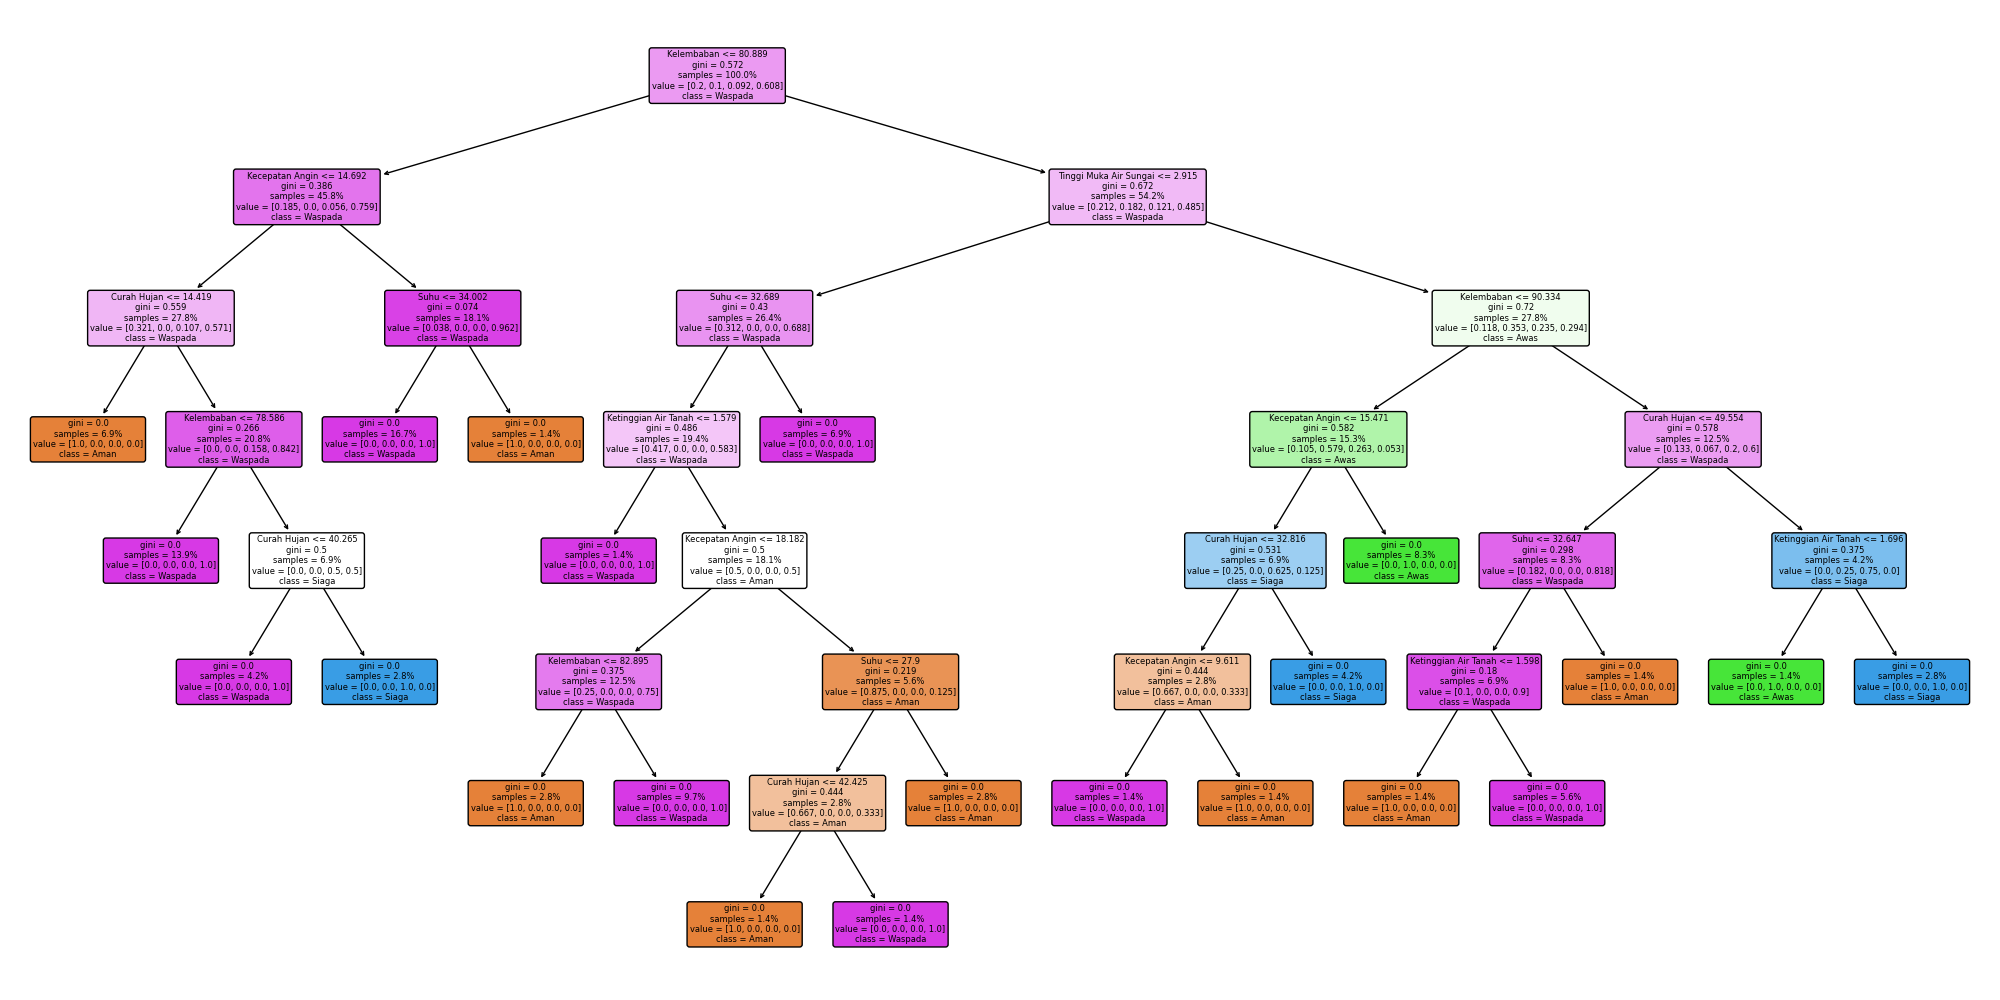 Kelembaban <= 80.889
gini = 0.572
samples = 100.0%
value = [0.2, 0.1, 0.092, 0.608]
class = Waspada
Kecepatan Angin <= 14.692
gini = 0.386
samples = 45.8%
value = [0.185, 0.0, 0.056, 0.759]
class = Waspada
Tinggi Muka Air Sungai <= 2.915
gini = 0.672
samples = 54.2%
value = [0.212, 0.182, 0.121, 0.485]
class = Waspada
Curah Hujan <= 14.419
gini = 0.559
samples = 27.8%
value = [0.321, 0.0, 0.107, 0.571]
class = Waspada
Suhu <= 34.002
gini = 0.074
samples = 18.1%
value = [0.038, 0.0, 0.0, 0.962]
class = Waspada
Suhu <= 32.689
gini = 0.43
samples = 26.4%
value = [0.312, 0.0, 0.0, 0.688]
class = Waspada
Kelembaban <= 90.334
gini = 0.72
samples = 27.8%
value = [0.118, 0.353, 0.235, 0.294]
class = Awas
gini = 0.0
samples = 6.9%
value = [1.0, 0.0, 0.0, 0.0]
class = Aman
Kelembaban <= 78.586
gini = 0.266
samples = 20.8%
value = [0.0, 0.0, 0.158, 0.842]
class = Waspada
gini = 0.0
samples = 16.7%
value = [0.0, 0.0, 0.0, 1.0]
class = Waspada
gini = 0.0
samples = 1.4%
value = [1.0, 0.0, 0.0, 0.0]
class = Aman
Ketinggian Air Tanah <= 1.579
gini = 0.486
samples = 19.4%
value = [0.417, 0.0, 0.0, 0.583]
class = Waspada
gini = 0.0
samples = 6.9%
value = [0.0, 0.0, 0.0, 1.0]
class = Waspada
Kecepatan Angin <= 15.471
gini = 0.582
samples = 15.3%
value = [0.105, 0.579, 0.263, 0.053]
class = Awas
Curah Hujan <= 49.554
gini = 0.578
samples = 12.5%
value = [0.133, 0.067, 0.2, 0.6]
class = Waspada
gini = 0.0
samples = 13.9%
value = [0.0, 0.0, 0.0, 1.0]
class = Waspada
Curah Hujan <= 40.265
gini = 0.5
samples = 6.9%
value = [0.0, 0.0, 0.5, 0.5]
class = Siaga
gini = 0.0
samples = 1.4%
value = [0.0, 0.0, 0.0, 1.0]
class = Waspada
Kecepatan Angin <= 18.182
gini = 0.5
samples = 18.1%
value = [0.5, 0.0, 0.0, 0.5]
class = Aman
Curah Hujan <= 32.816
gini = 0.531
samples = 6.9%
value = [0.25, 0.0, 0.625, 0.125]
class = Siaga
gini = 0.0
samples = 8.3%
value = [0.0, 1.0, 0.0, 0.0]
class = Awas
Suhu <= 32.647
gini = 0.298
samples = 8.3%
value = [0.182, 0.0, 0.0, 0.818]
class = Waspada
Ketinggian Air Tanah <= 1.696
gini = 0.375
samples = 4.2%
value = [0.0, 0.25, 0.75, 0.0]
class = Siaga
gini = 0.0
samples = 4.2%
value = [0.0, 0.0, 0.0, 1.0]
class = Waspada
gini = 0.0
samples = 2.8%
value = [0.0, 0.0, 1.0, 0.0]
class = Siaga
Kelembaban <= 82.895
gini = 0.375
samples = 12.5%
value = [0.25, 0.0, 0.0, 0.75]
class = Waspada
Suhu <= 27.9
gini = 0.219
samples = 5.6%
value = [0.875, 0.0, 0.0, 0.125]
class = Aman
Kecepatan Angin <= 9.611
gini = 0.444
samples = 2.8%
value = [0.667, 0.0, 0.0, 0.333]
class = Aman
gini = 0.0
samples = 4.2%
value = [0.0, 0.0, 1.0, 0.0]
class = Siaga
Ketinggian Air Tanah <= 1.598
gini = 0.18
samples = 6.9%
value = [0.1, 0.0, 0.0, 0.9]
class = Waspada
gini = 0.0
samples = 1.4%
value = [1.0, 0.0, 0.0, 0.0]
class = Aman
gini = 0.0
samples = 1.4%
value = [0.0, 1.0, 0.0, 0.0]
class = Awas
gini = 0.0
samples = 2.8%
value = [0.0, 0.0, 1.0, 0.0]
class = Siaga
gini = 0.0
samples = 2.8%
value = [1.0, 0.0, 0.0, 0.0]
class = Aman
gini = 0.0
samples = 9.7%
value = [0.0, 0.0, 0.0, 1.0]
class = Waspada
Curah Hujan <= 42.425
gini = 0.444
samples = 2.8%
value = [0.667, 0.0, 0.0, 0.333]
class = Aman
gini = 0.0
samples = 2.8%
value = [1.0, 0.0, 0.0, 0.0]
class = Aman
gini = 0.0
samples = 1.4%
value = [0.0, 0.0, 0.0, 1.0]
class = Waspada
gini = 0.0
samples = 1.4%
value = [1.0, 0.0, 0.0, 0.0]
class = Aman
gini = 0.0
samples = 1.4%
value = [1.0, 0.0, 0.0, 0.0]
class = Aman
gini = 0.0
samples = 5.6%
value = [0.0, 0.0, 0.0, 1.0]
class = Waspada
gini = 0.0
samples = 1.4%
value = [1.0, 0.0, 0.0, 0.0]
class = Aman
gini = 0.0
samples = 1.4%
value = [0.0, 0.0, 0.0, 1.0]
class = Waspada